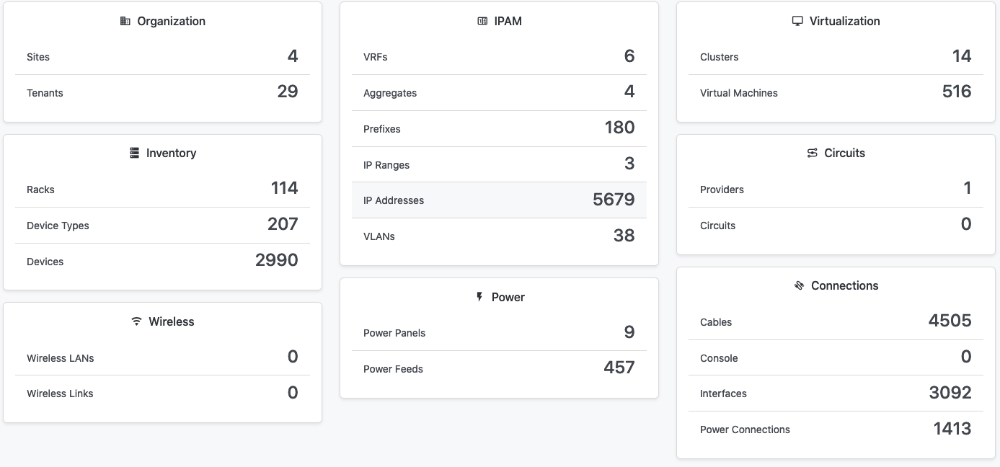 Organization
Sites 4
Tenants 29
Inventory
Racks 114
Device Types 207
Devices 2990
Wireless
Wireless LANs 0
Wireless Links 0
IPAM
VRFs 6
Aggregates 4
Prefixes 180
IP Ranges 3
IP Addresses 5679
VLANs 38
Power
Power Panels 9
Power Feeds 457
Virtualization
Clusters 14
Virtual Machines 516
Circuits
Providers 1
Circuits 0
Connections
Cables 4505
Console 0
Interfaces 3092
Power Connections 1413